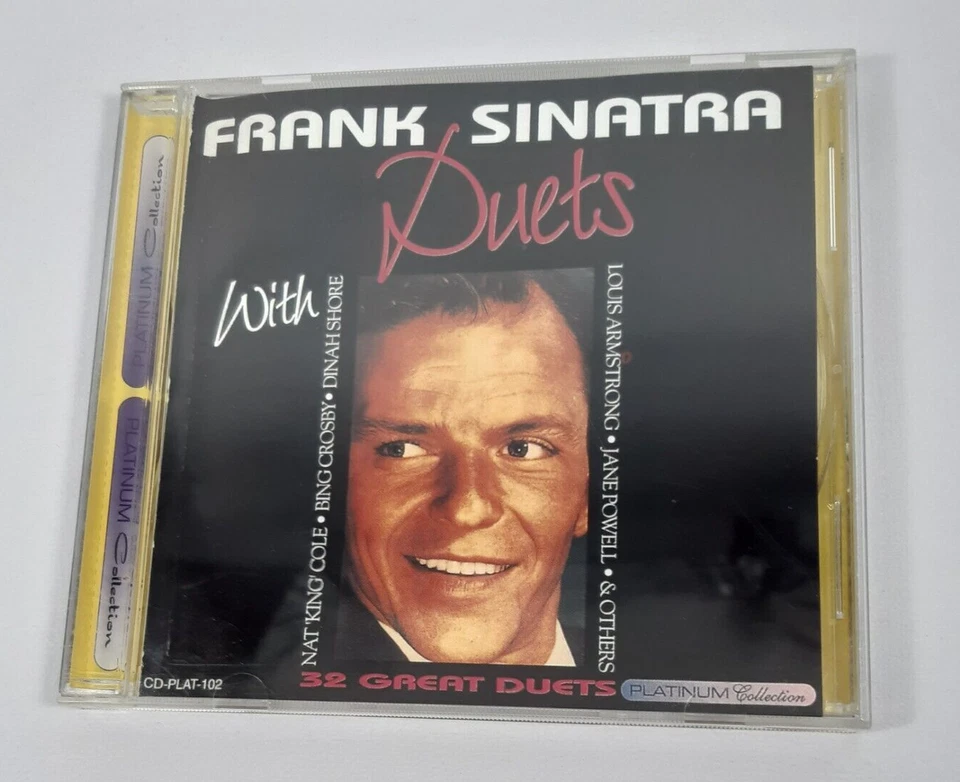 FRANK SINATRA
Duets
With
NAT 'KING' COLE • BING CROSBY • DINAH SHORE
LOUIS ARMSTRONG • JANE POWELL • & OTHERS
32 GREAT DUETS
PLATINUM Collection
CD-PLAT-102
PLATINUM Collection
PLATINUM Collection